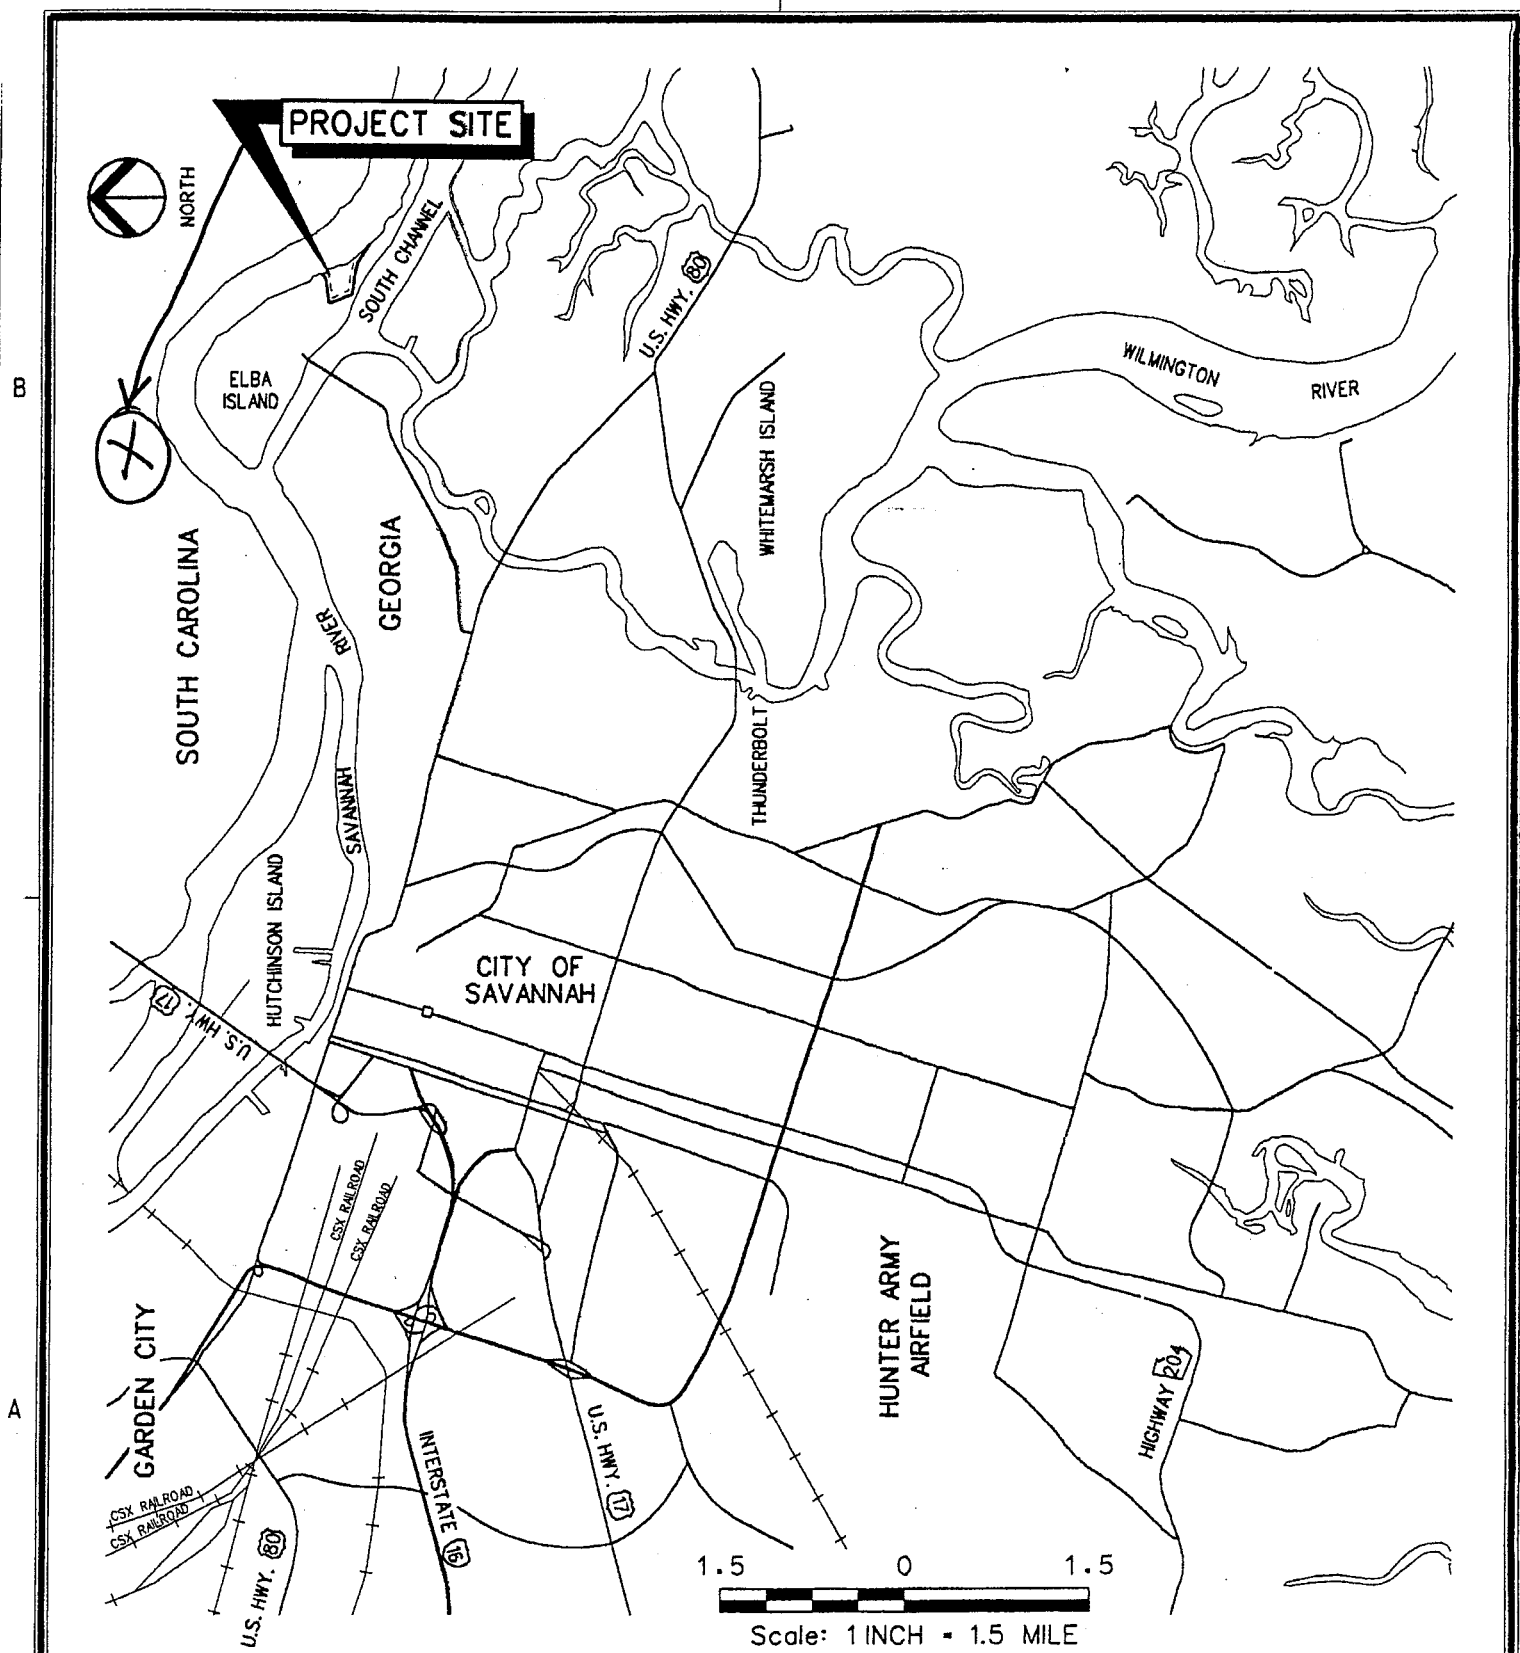 PROJECT SITE
NORTH
SOUTH CHANNEL
U.S. HWY. 80
ELBA
ISLAND
WILMINGTON
RIVER
B
WHITEMARSH ISLAND
X
SOUTH CAROLINA
GEORGIA
RIVER
SAVANNAH
THUNDERBOLT
HUTCHINSON ISLAND
CITY OF
SAVANNAH
U.S. HWY. 17
CSX RAILROAD
CSX RAILROAD
HUNTER ARMY
AIRFIELD
GARDEN CITY
HIGHWAY 204
A
INTERSTATE 16
U.S. HWY. 17
CSX RAILROAD
CSX RAILROAD
U.S. HWY. 80
1.5 0 1.5
Scale: 1 INCH = 1.5 MILE